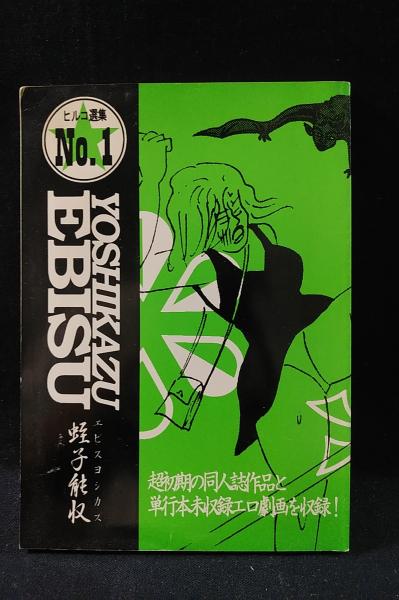 ヒルコ選集
No.1
YOSHIKAZU
EBISU
エビスヨシカズ
蛭子能収
超初期の同人誌作品と
単行本未収録エロ劇画を収録!